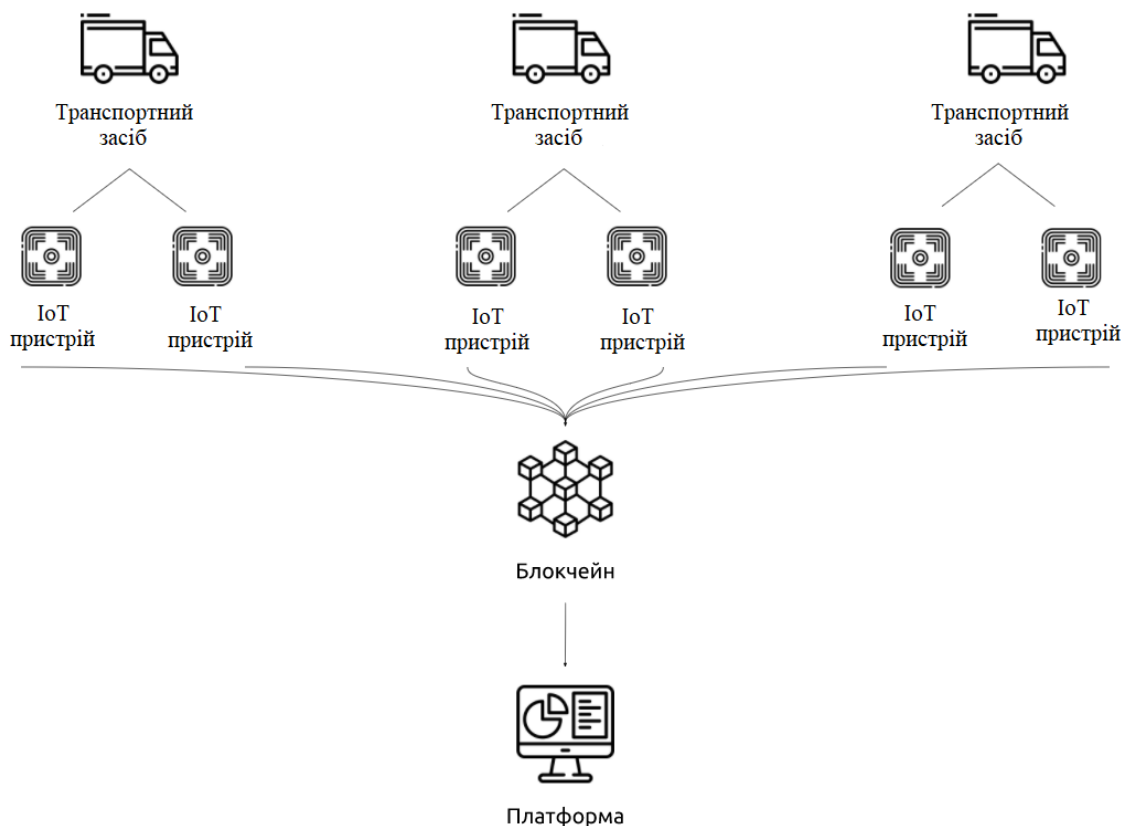 Транспортний
засіб
Транспортний
засіб
Транспортний
засіб
IoT
пристрій
IoT
пристрій
IoT
пристрій
IoT
пристрій
IoT
пристрій
IoT
пристрій
Блокчейн
Платформа